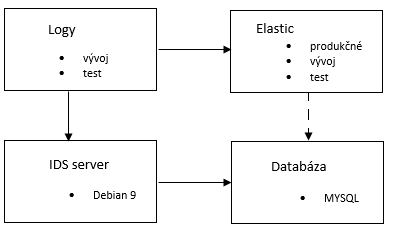 Logy
• vývoj
• test
Elastic
• produkčné
• vývoj
• test
IDS server
• Debian 9
Databáza
• MYSQL